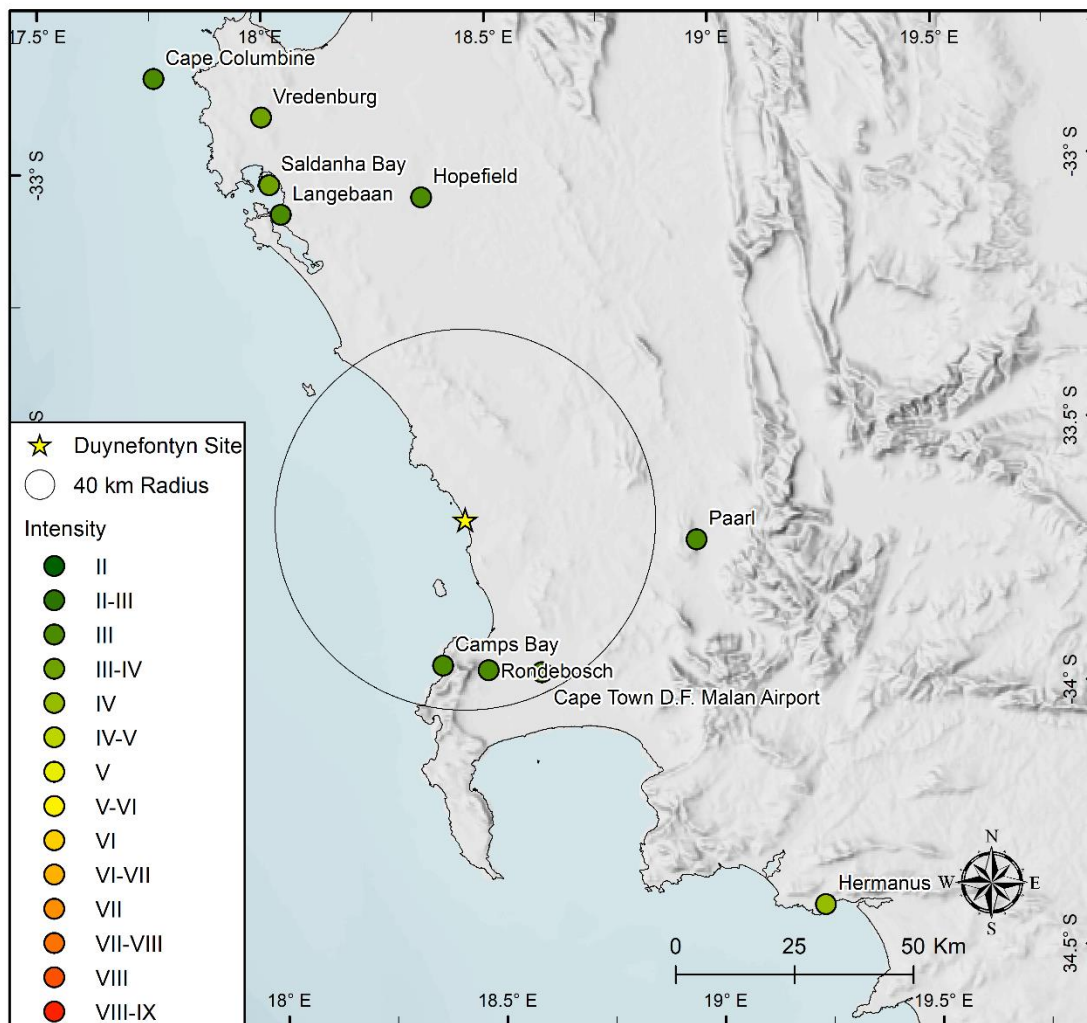 17.5° E
18° E
18.5° E
19° E
19.5° E
Cape Columbine
Vredenburg
-33° S
-33° S
Saldanha Bay
Langebaan
Hopefield
33.5° S
° S
Duynefontyn Site
40 km Radius
Intensity
II
II-III
III
III-IV
IV
IV-V
V
V-VI
VI
VI-VII
VII
VII-VIII
VIII
VIII-IX
Paarl
Camps Bay
Rondebosch
Cape Town D.F. Malan Airport
-34° S
Hermanus
N
W
E
S
0
25
50 Km
34.5° S
18° E
18.5° E
19° E
19.5° E